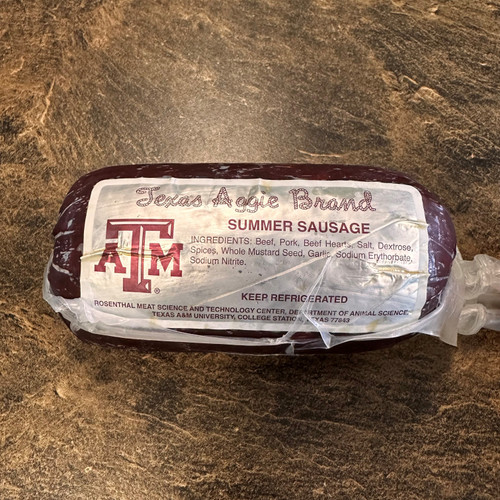 Texas Aggie Brand
SUMMER SAUSAGE
INGREDIENTS: Beef, Pork, Beef Hearts, Salt, Dextrose,
Spices, Whole Mustard Seed, Garlic, Sodium Erythorbate,
Sodium Nitrite.
ATM
®
KEEP REFRIGERATED
ROSENTHAL MEAT SCIENCE AND TECHNOLOGY CENTER, DEPARTMENT OF ANIMAL SCIENCE,
TEXAS A&M UNIVERSITY, COLLEGE STATION, TEXAS 77843